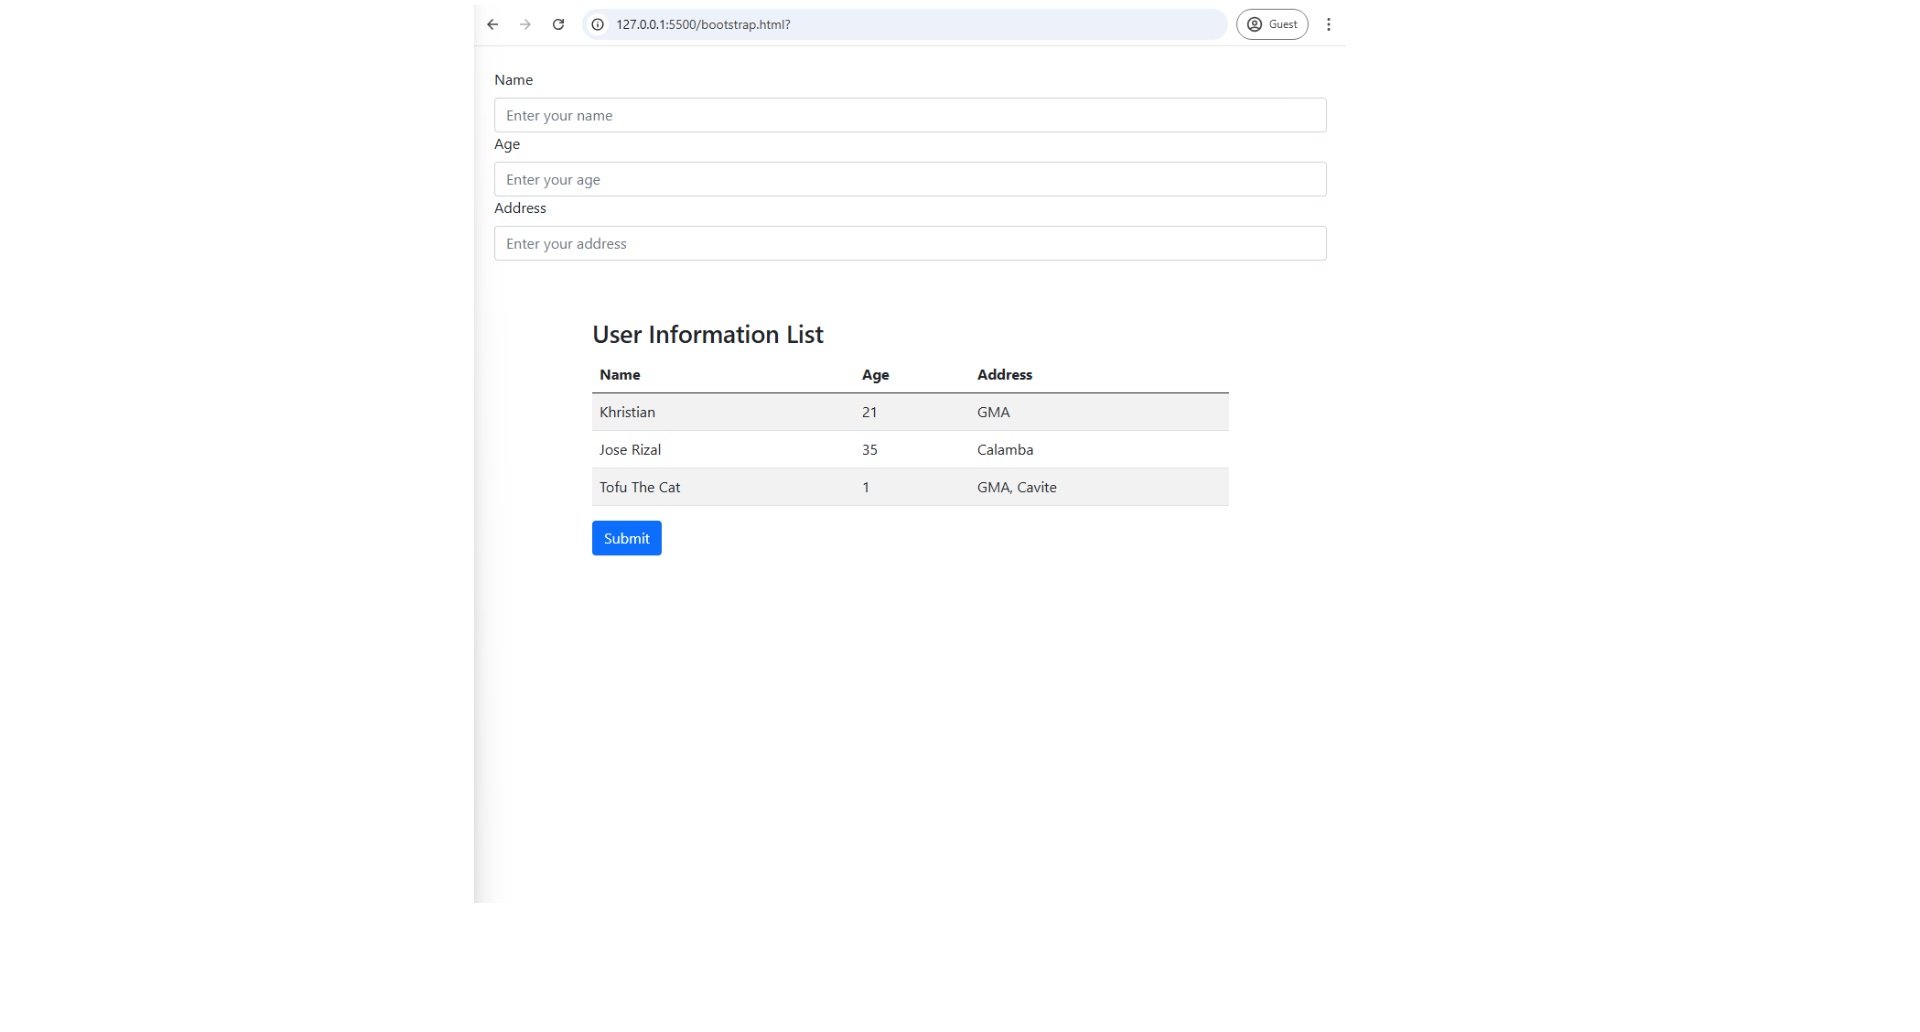 127.0.0.1:5500/bootstrap.html?
Guest
Name
Enter your name
Age
Enter your age
Address
Enter your address
User Information List
Name Age Address
Khristian 21 GMA
Jose Rizal 35 Calamba
Tofu The Cat 1 GMA, Cavite
Submit